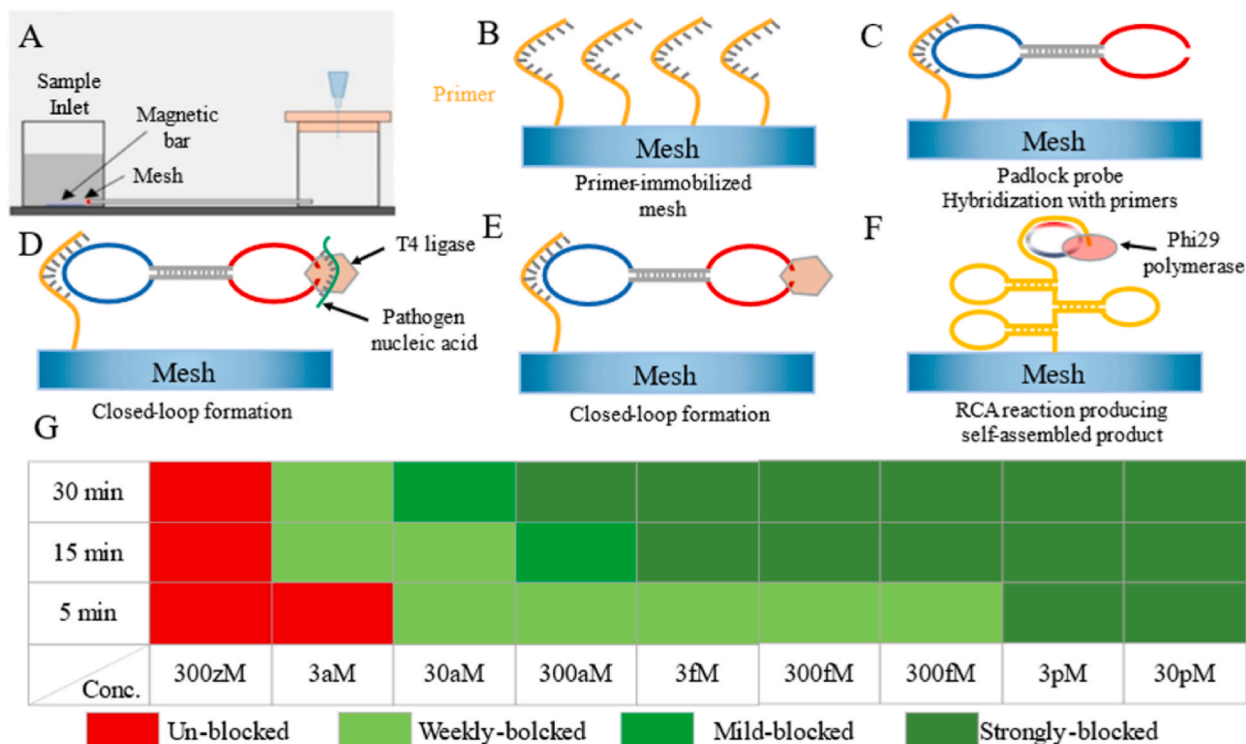 A
Sample
Inlet
Magnetic
bar
Mesh
B
Primer
Mesh
Primer-immobilized
mesh
C
Mesh
Padlock probe
Hybridization with primers
D
T4 ligase
Pathogen
nucleic acid
Mesh
Closed-loop formation
E
Mesh
Closed-loop formation
F
Phi29
polymerase
Mesh
RCA reaction producing
self-assembled product
G
30 min
15 min
5 min
Conc.
300zM
3aM
30aM
300aM
3fM
300fM
300fM
3pM
30pM
Un-blocked
Weekly-bolcked
Mild-blocked
Strongly-blocked